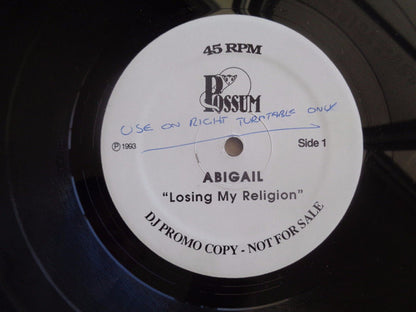 45 RPM
POSSUM
USE ON RIGHT TURNTABLE ONLY
℗ 1993
Side 1
ABIGAIL
"Losing My Religion"
DJ PROMO COPY - NOT FOR SALE